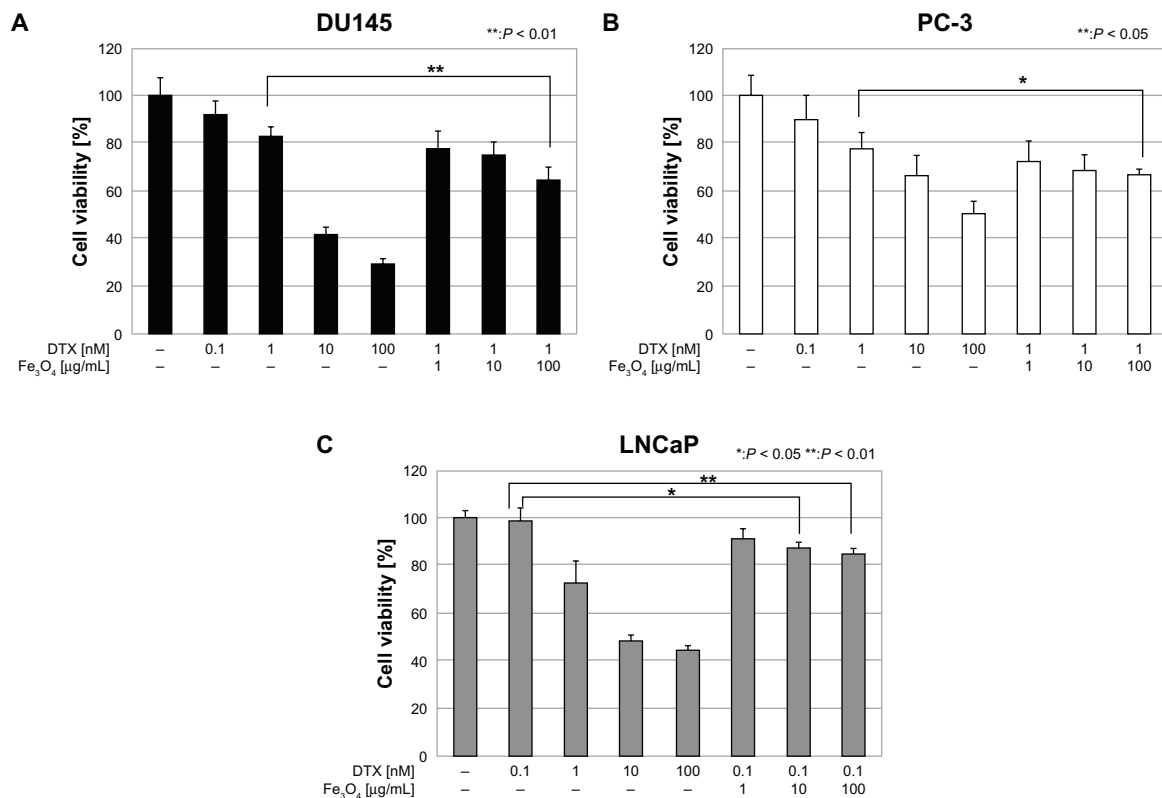 A
DU145
**:P < 0.01
Cell viability [%]
120
100
80
60
40
20
0
**
DTX [nM] – 0.1 1 10 100 1 1 1
Fe₃O₄ [µg/mL] – – – – – 1 10 100
B
PC-3
**:P < 0.05
Cell viability [%]
120
100
80
60
40
20
0
*
DTX [nM] – 0.1 1 10 100 1 1 1
Fe₃O₄ [µg/mL] – – – – – 1 10 100
C
LNCaP
*:P < 0.05 **:P < 0.01
Cell viability [%]
120
100
80
60
40
20
0
**
*
DTX [nM] – 0.1 1 10 100 0.1 0.1 0.1
Fe₃O₄ [µg/mL] – – – – – 1 10 100